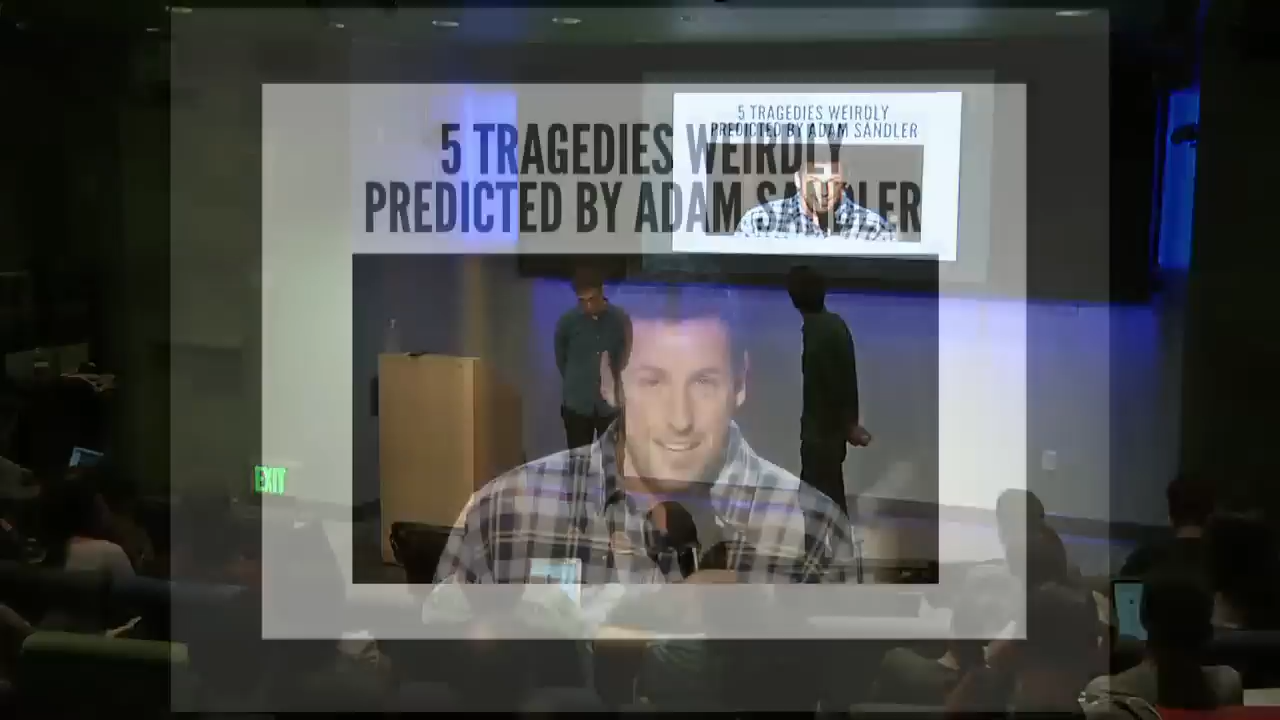 5 TRAGEDIES WEIRDLY
PREDICTED BY ADAM SANDLER
5 TRAGEDIES WEIRDLY
PREDICTED BY ADAM SANDLER
EXIT